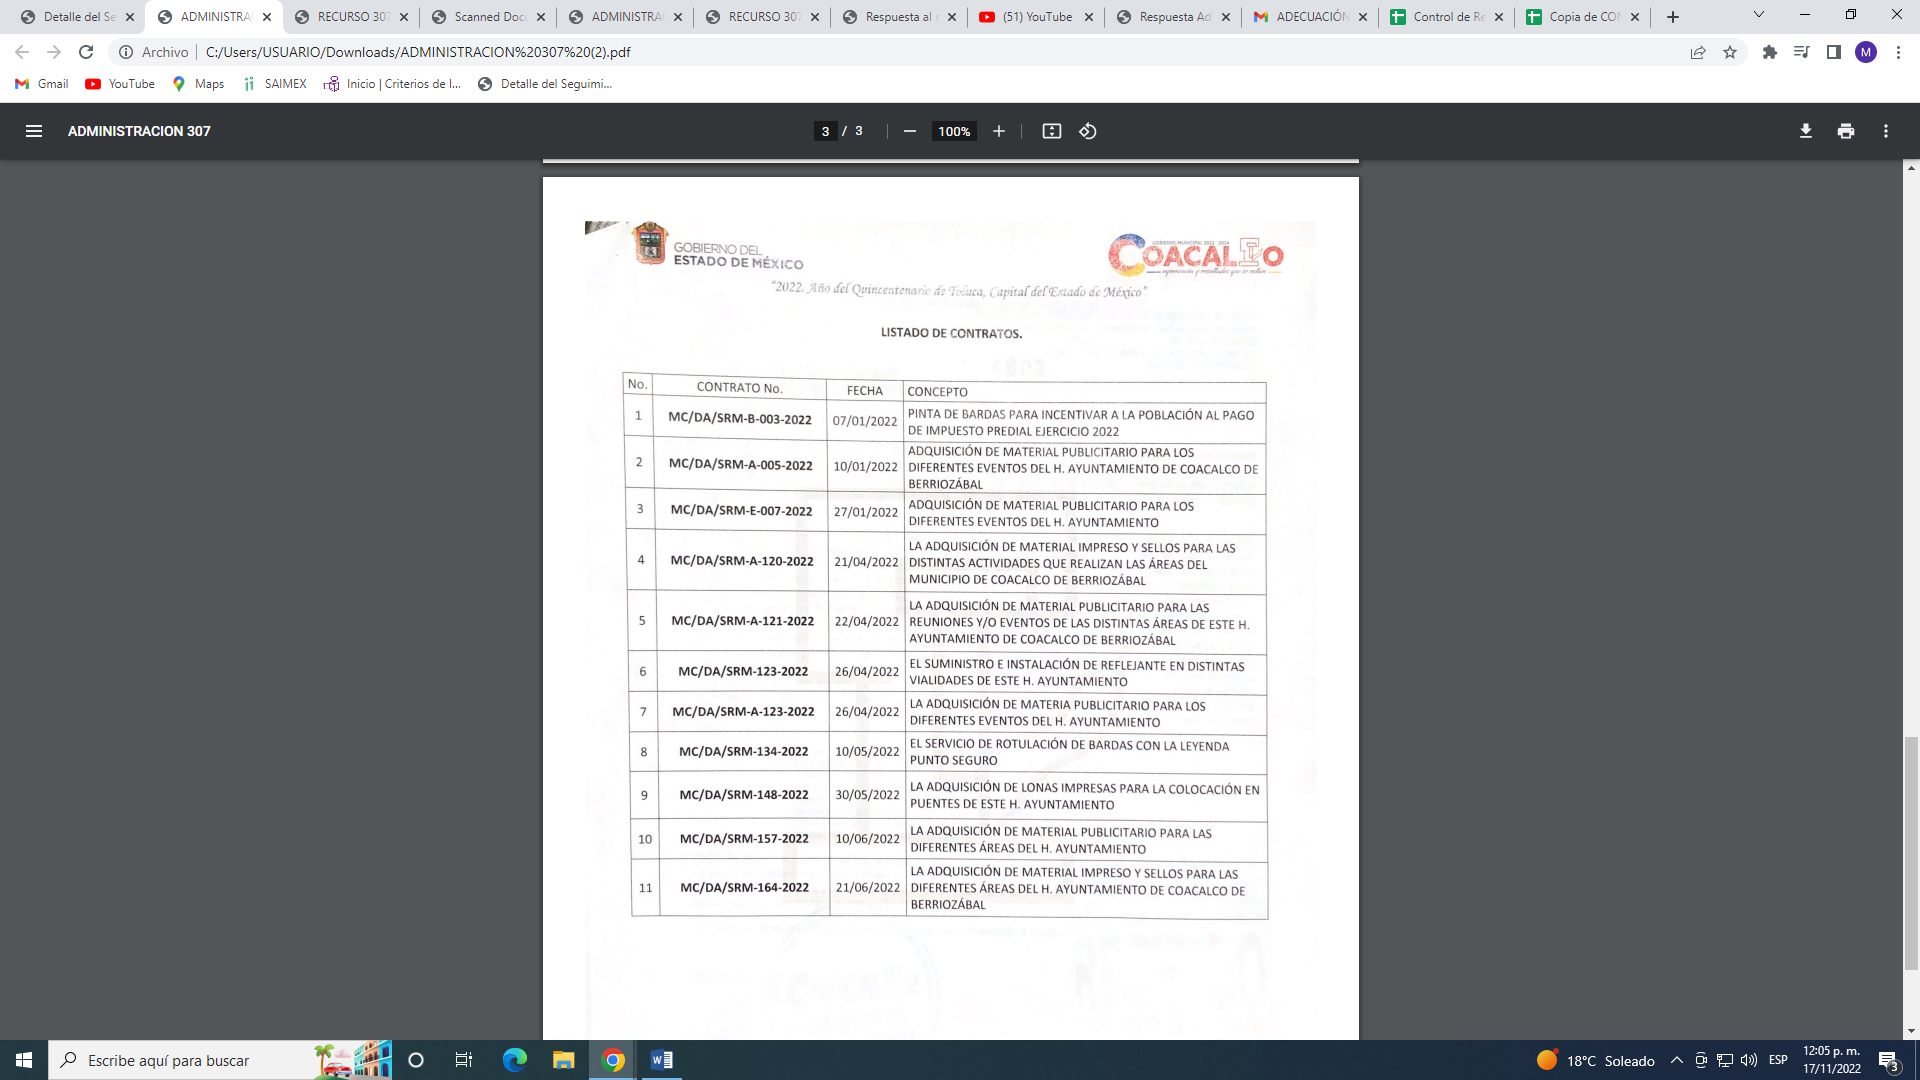 Detalle del Se
ADMINISTRA
RECURSO 307
Scanned Docu
ADMINISTRA
RECURSO 307
Respuesta al s
(51) YouTube
Respuesta Ad
ADECUACIÓN
Control de Re
Copia de CON
Archivo C:/Users/USUARIO/Downloads/ADMINISTRACION%20307%20(2).pdf
M
Gmail YouTube Maps SAIMEX Inicio | Criterios de I... Detalle del Seguimi...
ADMINISTRACION 307
3 / 3 100%
GOBIERNO DEL
ESTADO DE MÉXICO
GOBIERNO MUNICIPAL 2022 - 2024
COACALCO
experiencia y resultados que se notan
"2022. Año del Quincentenario de Toluca, Capital del Estado de México"
LISTADO DE CONTRATOS.
No. CONTRATO No. FECHA CONCEPTO
1 MC/DA/SRM-B-003-2022 07/01/2022 PINTA DE BARDAS PARA INCENTIVAR A LA POBLACIÓN AL PAGO
DE IMPUESTO PREDIAL EJERCICIO 2022
2 MC/DA/SRM-A-005-2022 10/01/2022 ADQUISICIÓN DE MATERIAL PUBLICITARIO PARA LOS
DIFERENTES EVENTOS DEL H. AYUNTAMIENTO DE COACALCO DE
BERRIOZÁBAL
3 MC/DA/SRM-E-007-2022 27/01/2022 ADQUISICIÓN DE MATERIAL PUBLICITARIO PARA LOS
DIFERENTES EVENTOS DEL H. AYUNTAMIENTO
4 MC/DA/SRM-A-120-2022 21/04/2022 LA ADQUISICIÓN DE MATERIAL IMPRESO Y SELLOS PARA LAS
DISTINTAS ACTIVIDADES QUE REALIZAN LAS ÁREAS DEL
MUNICIPIO DE COACALCO DE BERRIOZÁBAL
5 MC/DA/SRM-A-121-2022 22/04/2022 LA ADQUISICIÓN DE MATERIAL PUBLICITARIO PARA LAS
REUNIONES Y/O EVENTOS DE LAS DISTINTAS ÁREAS DE ESTE H.
AYUNTAMIENTO DE COACALCO DE BERRIOZÁBAL
6 MC/DA/SRM-123-2022 26/04/2022 EL SUMINISTRO E INSTALACIÓN DE REFLEJANTE EN DISTINTAS
VIALIDADES DE ESTE H. AYUNTAMIENTO
7 MC/DA/SRM-A-123-2022 26/04/2022 LA ADQUISICIÓN DE MATERIA PUBLICITARIO PARA LOS
DIFERENTES EVENTOS DEL H. AYUNTAMIENTO
8 MC/DA/SRM-134-2022 10/05/2022 EL SERVICIO DE ROTULACIÓN DE BARDAS CON LA LEYENDA
PUNTO SEGURO
9 MC/DA/SRM-148-2022 30/05/2022 LA ADQUISICIÓN DE LONAS IMPRESAS PARA LA COLOCACIÓN EN
PUENTES DE ESTE H. AYUNTAMIENTO
10 MC/DA/SRM-157-2022 10/06/2022 LA ADQUISICIÓN DE MATERIAL PUBLICITARIO PARA LAS
DIFERENTES ÁREAS DEL H. AYUNTAMIENTO
11 MC/DA/SRM-164-2022 21/06/2022 LA ADQUISICIÓN DE MATERIAL IMPRESO Y SELLOS PARA LAS
DIFERENTES ÁREAS DEL H. AYUNTAMIENTO DE COACALCO DE
BERRIOZÁBAL
Escribe aquí para buscar
18°C Soleado
ESP
12:05 p. m.
17/11/2022
3